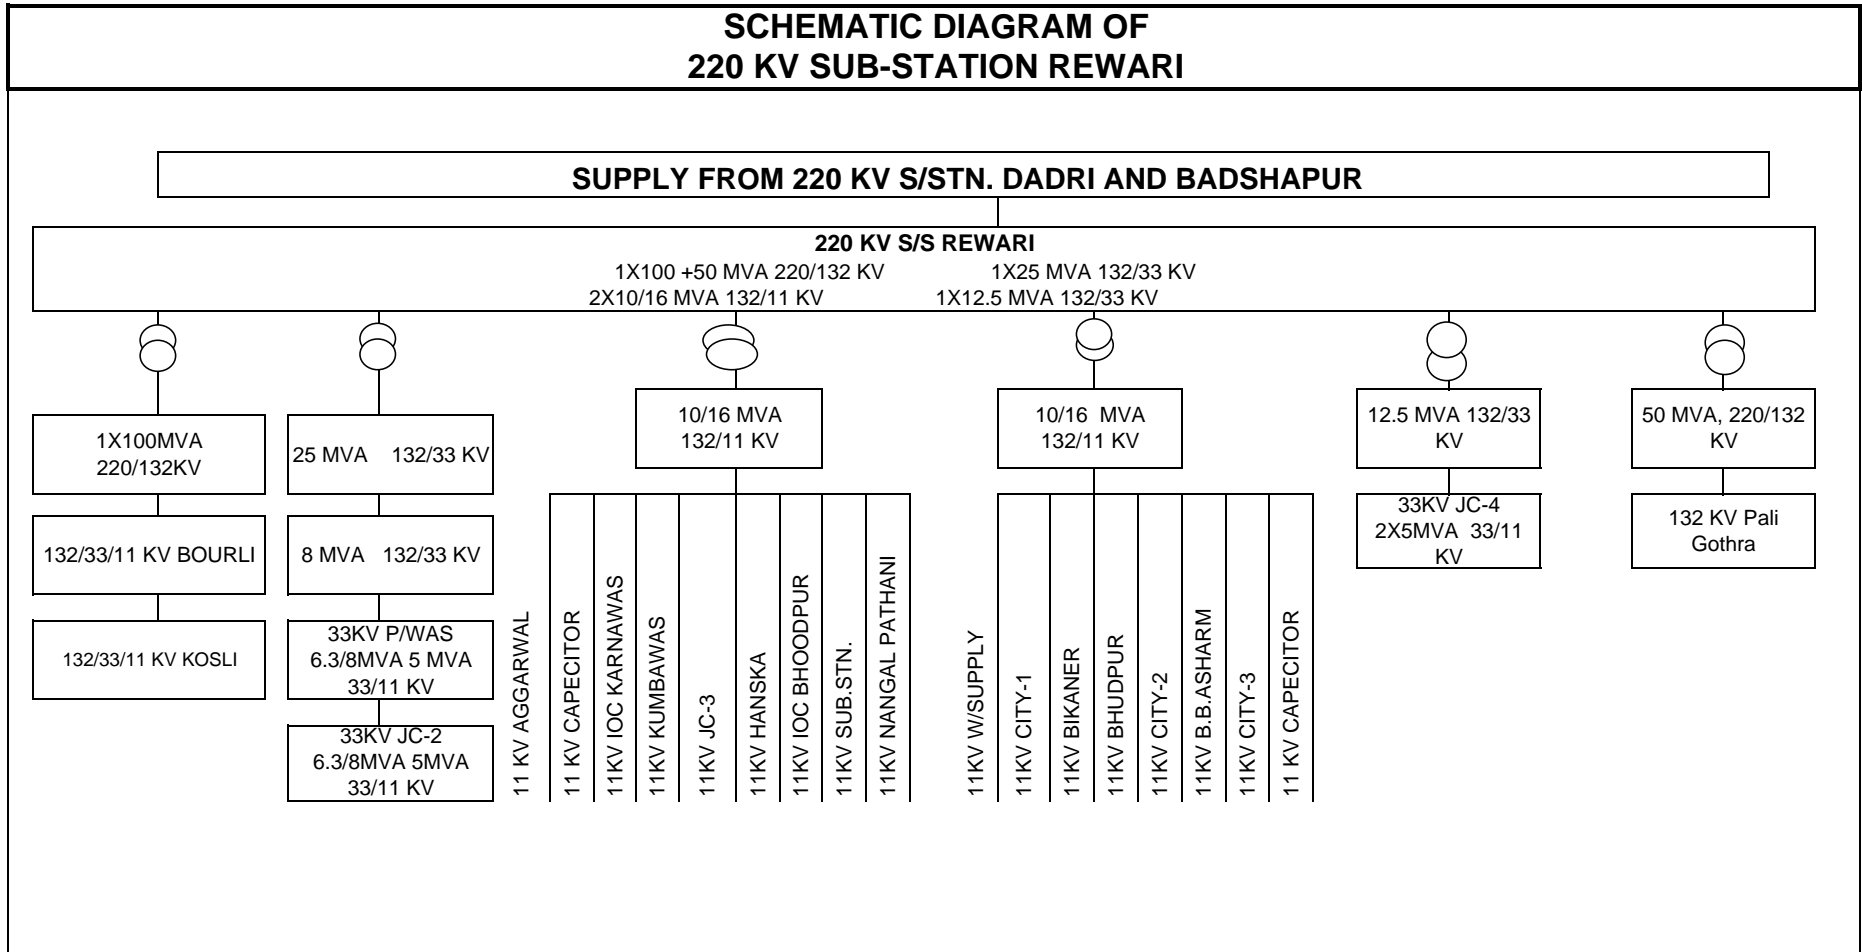 SCHEMATIC DIAGRAM OF
220 KV SUB-STATION REWARI
SUPPLY FROM 220 KV S/STN. DADRI AND BADSHAPUR
220 KV S/S REWARI
1X100 +50 MVA 220/132 KV 1X25 MVA 132/33 KV
2X10/16 MVA 132/11 KV 1X12.5 MVA 132/33 KV
1X100MVA
220/132KV
132/33/11 KV BOURLI
132/33/11 KV KOSLI
25 MVA 132/33 KV
8 MVA 132/33 KV
33KV P/WAS
6.3/8MVA 5 MVA
33/11 KV
33KV JC-2
6.3/8MVA 5MVA
33/11 KV
10/16 MVA
132/11 KV
11 KV AGGARWAL
11 KV CAPECITOR
11KV IOC KARNAWAS
11KV KUMBAWAS
11KV JC-3
11KV HANSKA
11KV IOC BHOODPUR
11KV SUB.STN.
11KV NANGAL PATHANI
10/16 MVA
132/11 KV
11KV W/SUPPLY
11KV CITY-1
11KV BIKANER
11KV BHUDPUR
11KV CITY-2
11KV B.B.ASHARM
11KV CITY-3
11 KV CAPECITOR
12.5 MVA 132/33
KV
33KV JC-4
2X5MVA 33/11
KV
50 MVA, 220/132
KV
132 KV Pali
Gothra